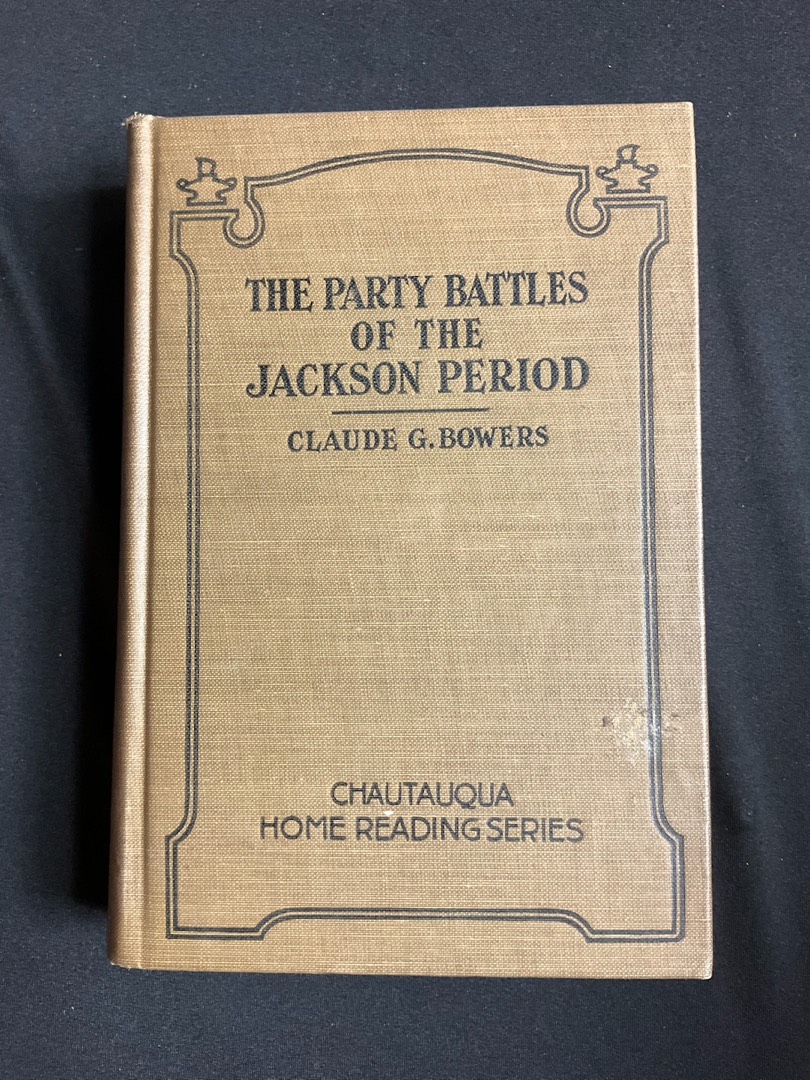 THE PARTY BATTLES
OF THE
JACKSON PERIOD
CLAUDE G. BOWERS
CHAUTAUQUA
HOME READING SERIES